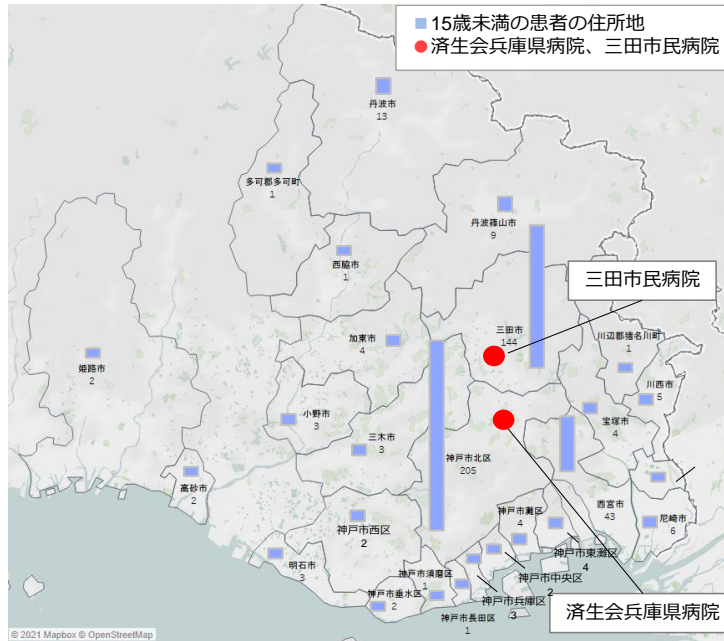 15歳未満の患者の住所地
済生会兵庫県病院、三田市民病院
丹波市
13
多可郡多可町
1
丹波篠山市
9
西脇市
1
三田市民病院
三田市
144
加東市
4
川辺郡猪名川町
1
姫路市
2
川西市
5
小野市
3
宝塚市
4
三木市
3
神戸市北区
205
高砂市
2
西宮市
43
神戸市灘区
4
尼崎市
6
神戸市西区
2
神戸市東灘区
4
明石市
3
神戸市須磨区
1
神戸市中央区
2
神戸市垂水区
2
神戸市兵庫区
3
神戸市長田区
1
済生会兵庫県病院
© 2021 Mapbox © OpenStreetMap